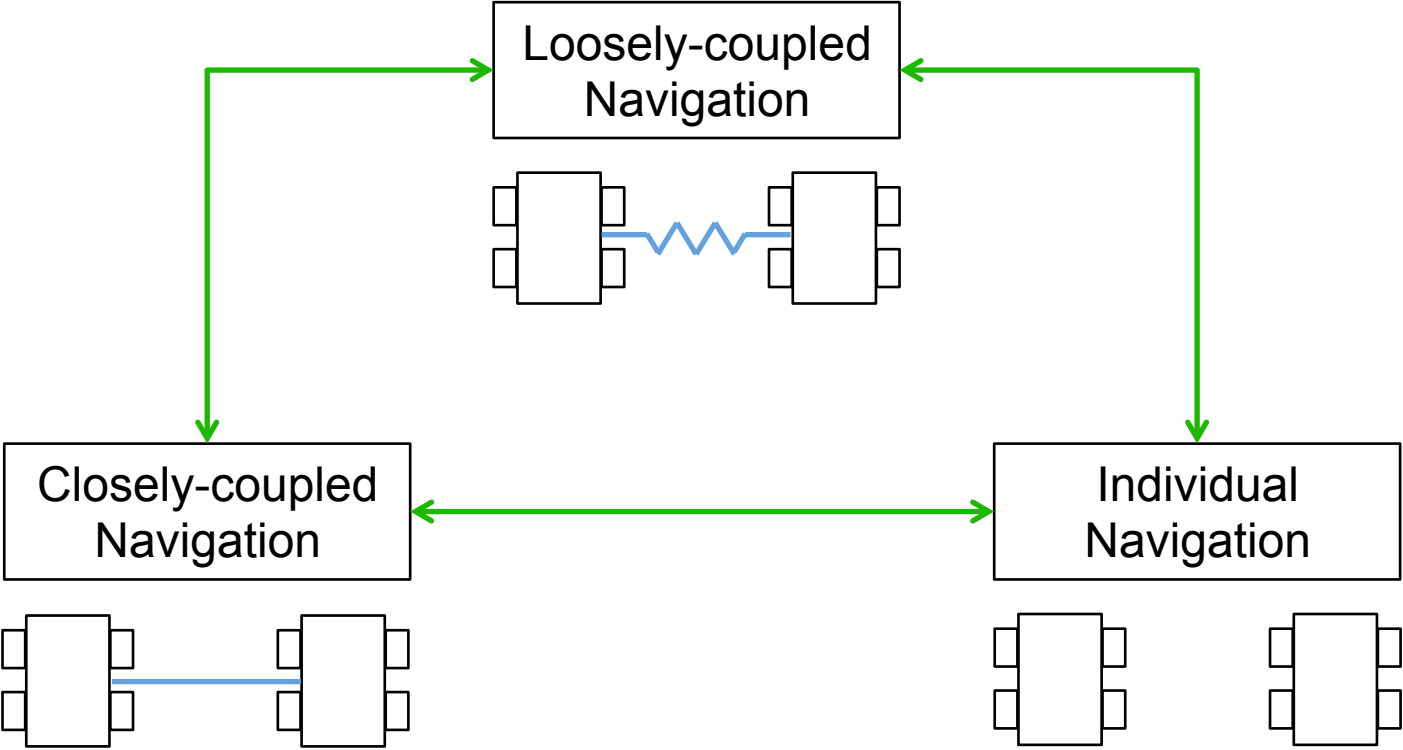 Loosely-coupled
Navigation
Closely-coupled
Navigation
Individual
Navigation